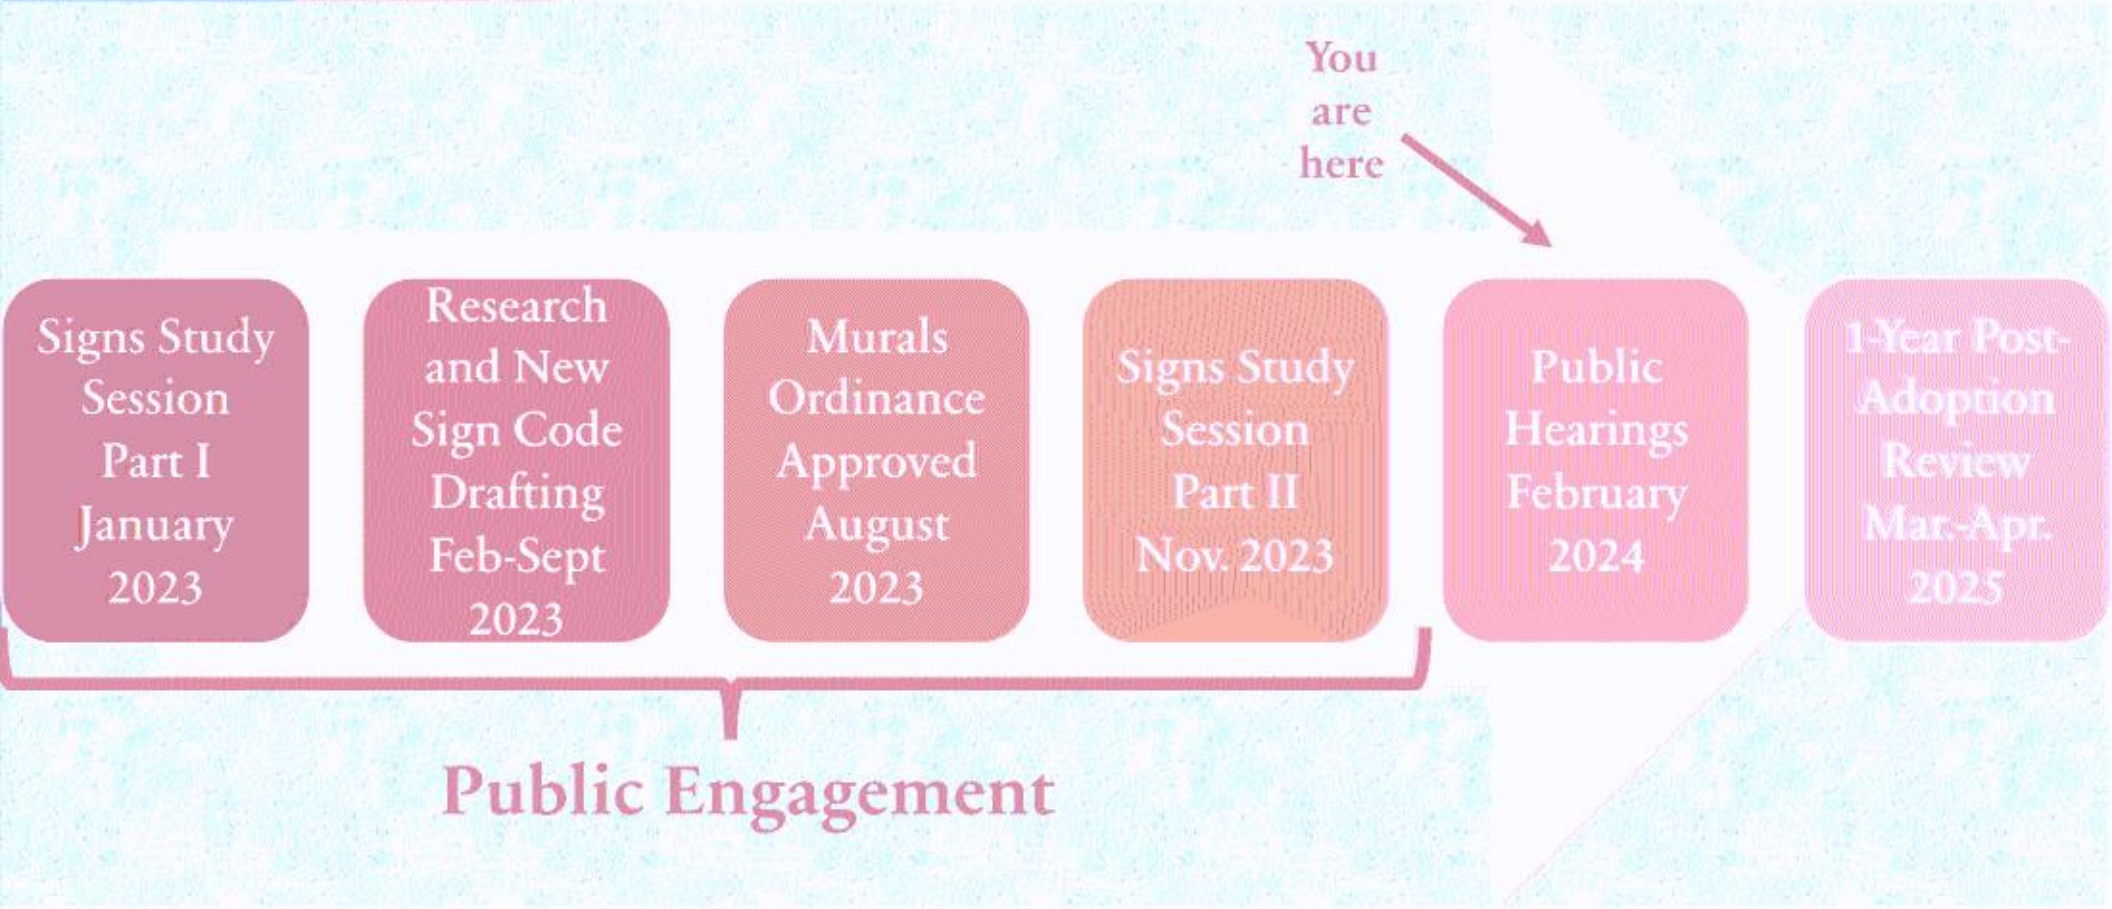 You
are
here
Signs Study
Session
Part I
January
2023
Research
and New
Sign Code
Drafting
Feb-Sept
2023
Murals
Ordinance
Approved
August
2023
Signs Study
Session
Part II
Nov. 2023
Public
Hearings
February
2024
1-Year Post-
Adoption
Review
Mar.-Apr.
2025
Public Engagement